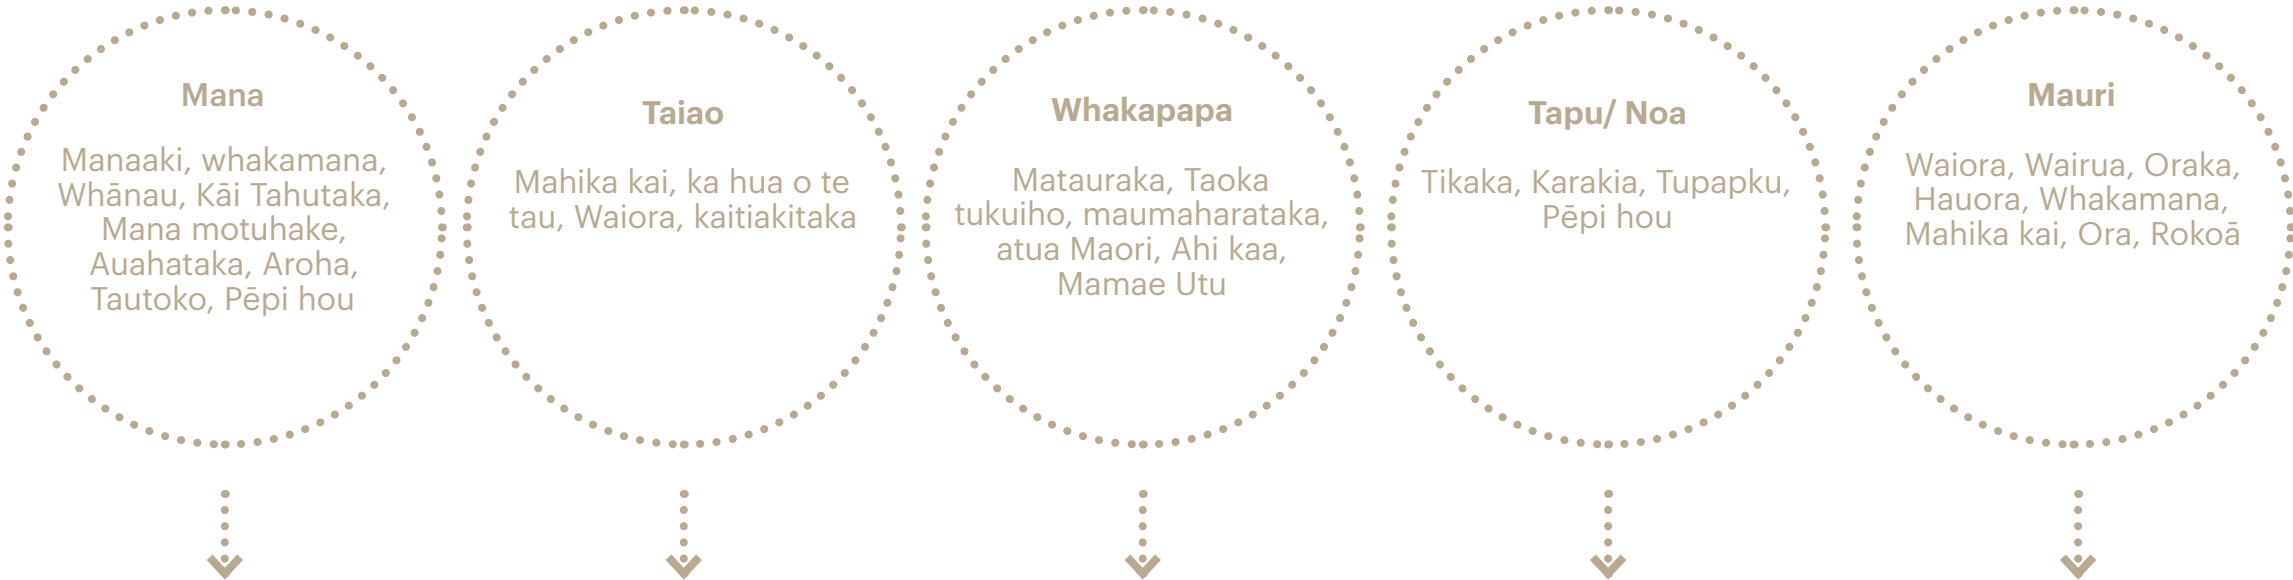 Mana
Manaaki, whakamana,
Whānau, Kāi Tahutaka,
Mana motuhake,
Auahataka, Aroha,
Tautoko, Pēpi hou
Taiao
Mahika kai, ka hua o te
tau, Waiora, kaitiakitaka
Whakapapa
Matauraka, Taoka
tukuiho, maumaharataka,
atua Maori, Ahi kaa,
Mamae Utu
Tapu/ Noa
Tikaka, Karakia, Tupapku,
Pēpi hou
Mauri
Waiora, Wairua, Oraka,
Hauora, Whakamana,
Mahika kai, Ora, Rokoā